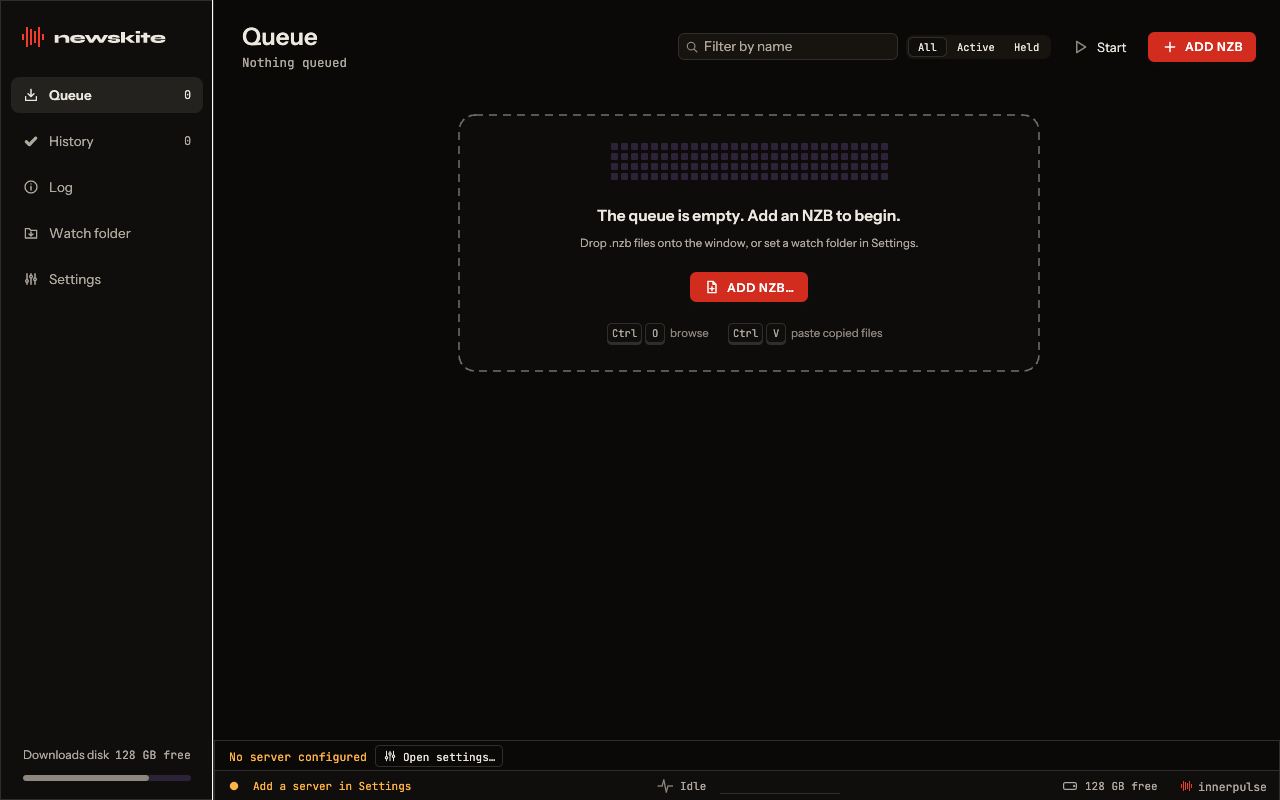 newskite
Queue 0
History 0
Log
Watch folder
Settings
Downloads disk 128 GB free
Queue
Nothing queued
Filter by name
All Active Held
Start
ADD NZB
The queue is empty. Add an NZB to begin.
Drop .nzb files onto the window, or set a watch folder in Settings.
ADD NZB…
Ctrl O browse Ctrl V paste copied files
No server configured Open settings…
Add a server in Settings
Idle
128 GB free
innerpulse